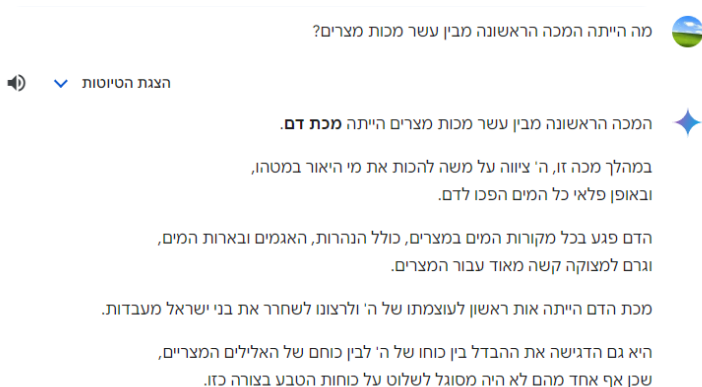 מה הייתה המכה הראשונה מבין עשר מכות מצרים?
הצגת הטיוטות
המכה הראשונה מבין עשר מכות מצרים הייתה מכת דם.
במהלך מכה זו, ה' ציווה על משה להכות את מי היאור במטהו,
ובאופן פלאי כל המים הפכו לדם.
הדם פגע בכל מקורות המים במצרים, כולל הנהרות, האגמים ובארות המים,
וגרם למצוקה קשה מאוד עבור המצרים.
מכת הדם הייתה אות ראשון לעוצמתו של ה' ולרצונו לשחרר את בני ישראל מעבדות.
היא גם הדגישה את ההבדל בין כוחו של ה' לבין כוחם של האלילים המצריים,
שכן אף אחד מהם לא היה מסוגל לשלוט על כוחות הטבע בצורה כזו.